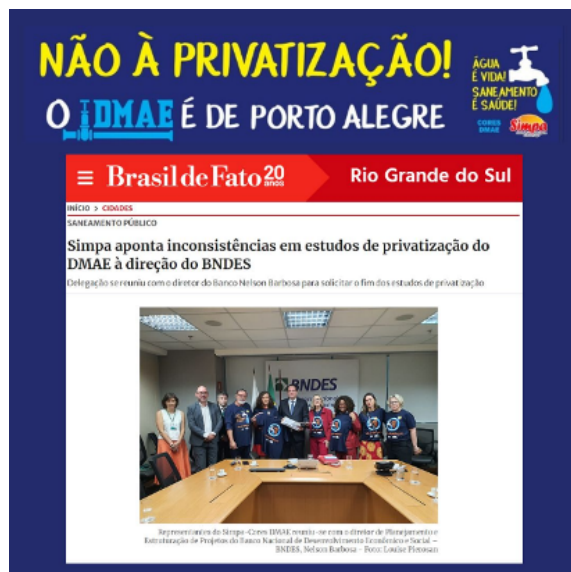 NÃO À PRIVATIZAÇÃO!
O DMAE É DE PORTO ALEGRE
ÁGUA
É VIDA!
SANEAMENTO
É SAÚDE!
CORES
DMAE
Simpa
Brasil de Fato 20
anos
Rio Grande do Sul
INÍCIO > CIDADES
SANEAMENTO PÚBLICO
Simpa aponta inconsistências em estudos de privatização do
DMAE à direção do BNDES
Delegação se reuniu com o diretor do Banco Nelson Barbosa para solicitar o fim dos estudos de privatização
BNDES
Representantes do Simpa -Cores DMAE reuniu-se com o diretor de Planejamento e
Estruturação de Projetos do Banco Nacional de Desenvolvimento Econômico e Social –
BNDES, Nelson Barbosa - Foto: Louise Pierosan